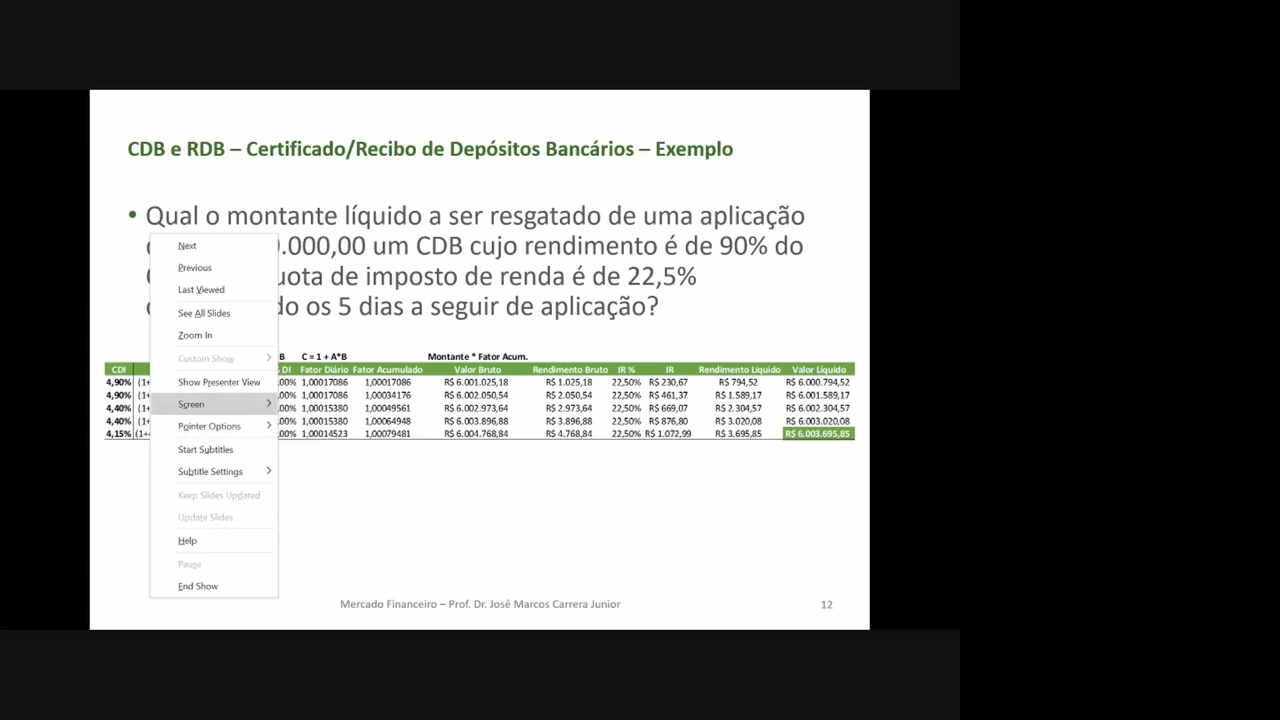 CDB e RDB – Certificado/Recibo de Depósitos Bancários – Exemplo
• Qual o montante líquido a ser resgatado de uma aplicação
.000,00 um CDB cujo rendimento é de 90% do
de imposto de renda é de 22,5%
os 5 dias a seguir de aplicação?
Next
Previous
Last Viewed
See All Slides
Zoom In
Custom Show
Show Presenter View
Screen
Pointer Options
Start Subtitles
Subtitle Settings
Keep Slides Updated
Update Slides
Help
Pause
End Show
B C = 1 + A*B Montante * Fator Acum.
CDI DI Fator Diário Fator Acumulado Valor Bruto Rendimento Bruto IR % IR Rendimento Líquido Valor Líquido
4,90% (1+ ,00% 1,00017086 1,00017086 R$ 6.001.025,18 R$ 1.025,18 22,50% R$ 230,67 R$ 794,52 R$ 6.000.794,52
4,90% (1+ ,00% 1,00017086 1,00034176 R$ 6.002.050,54 R$ 2.050,54 22,50% R$ 461,37 R$ 1.589,17 R$ 6.001.589,17
4,40% (1+ ,00% 1,00015380 1,00049561 R$ 6.002.973,64 R$ 2.973,64 22,50% R$ 669,07 R$ 2.304,57 R$ 6.002.304,57
4,40% (1+ ,00% 1,00015380 1,00064948 R$ 6.003.896,88 R$ 3.896,88 22,50% R$ 876,80 R$ 3.020,08 R$ 6.003.020,08
4,15% (1+ ,00% 1,00014523 1,00079481 R$ 6.004.768,84 R$ 4.768,84 22,50% R$ 1.072,99 R$ 3.695,85 R$ 6.003.695,85
Mercado Financeiro – Prof. Dr. José Marcos Carrera Junior 12